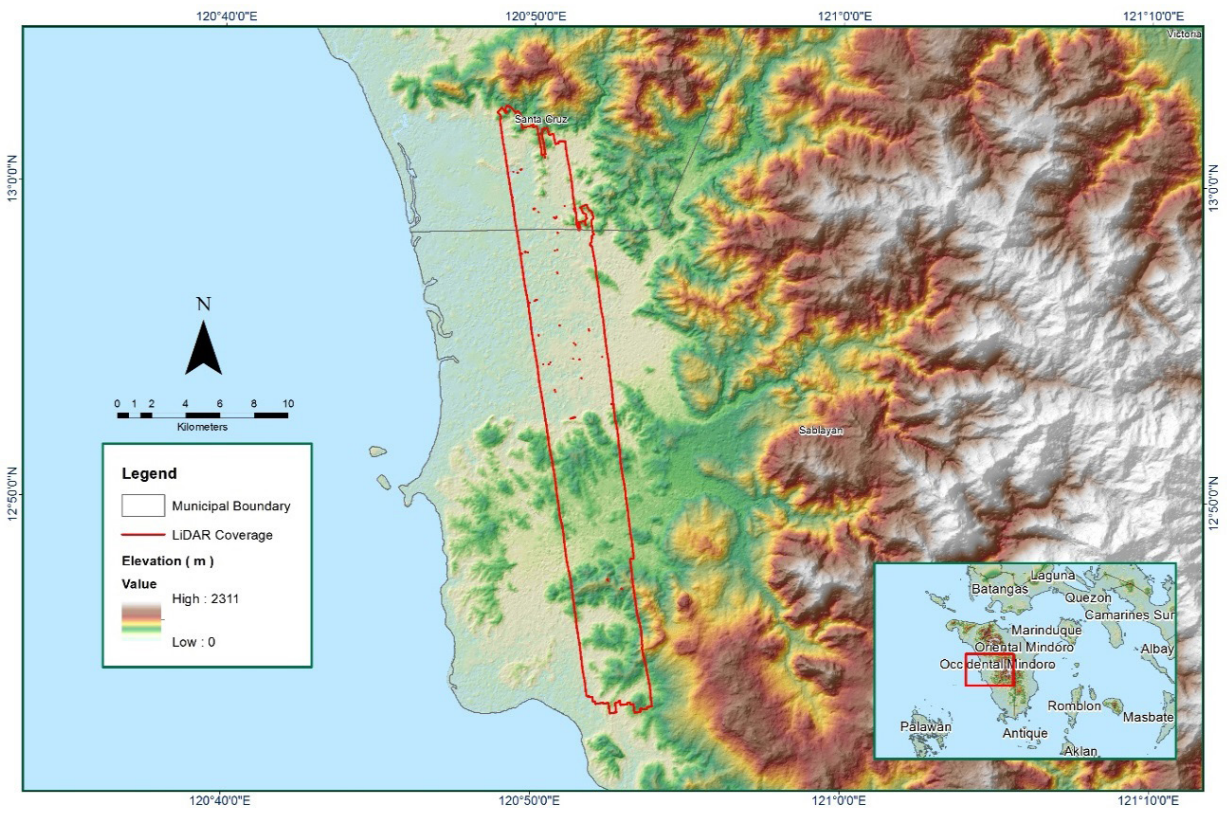 120°40'0"E
120°50'0"E
121°0'0"E
121°10'0"E
Victoria
Santa Cruz
13°0'0"N
13°0'0"N
N
0 1 2 4 6 8 10
Kilometers
Sablayan
Legend
Municipal Boundary
LiDAR Coverage
Elevation ( m )
Value
High : 2311
Low : 0
12°50'0"N
12°50'0"N
Laguna
Batangas
Quezon
Camarines Sur
Marinduque
Oriental Mindoro
Albay
Occidental Mindoro
Romblon
Masbate
Palawan
Antique
Aklan
120°40'0"E
120°50'0"E
121°0'0"E
121°10'0"E